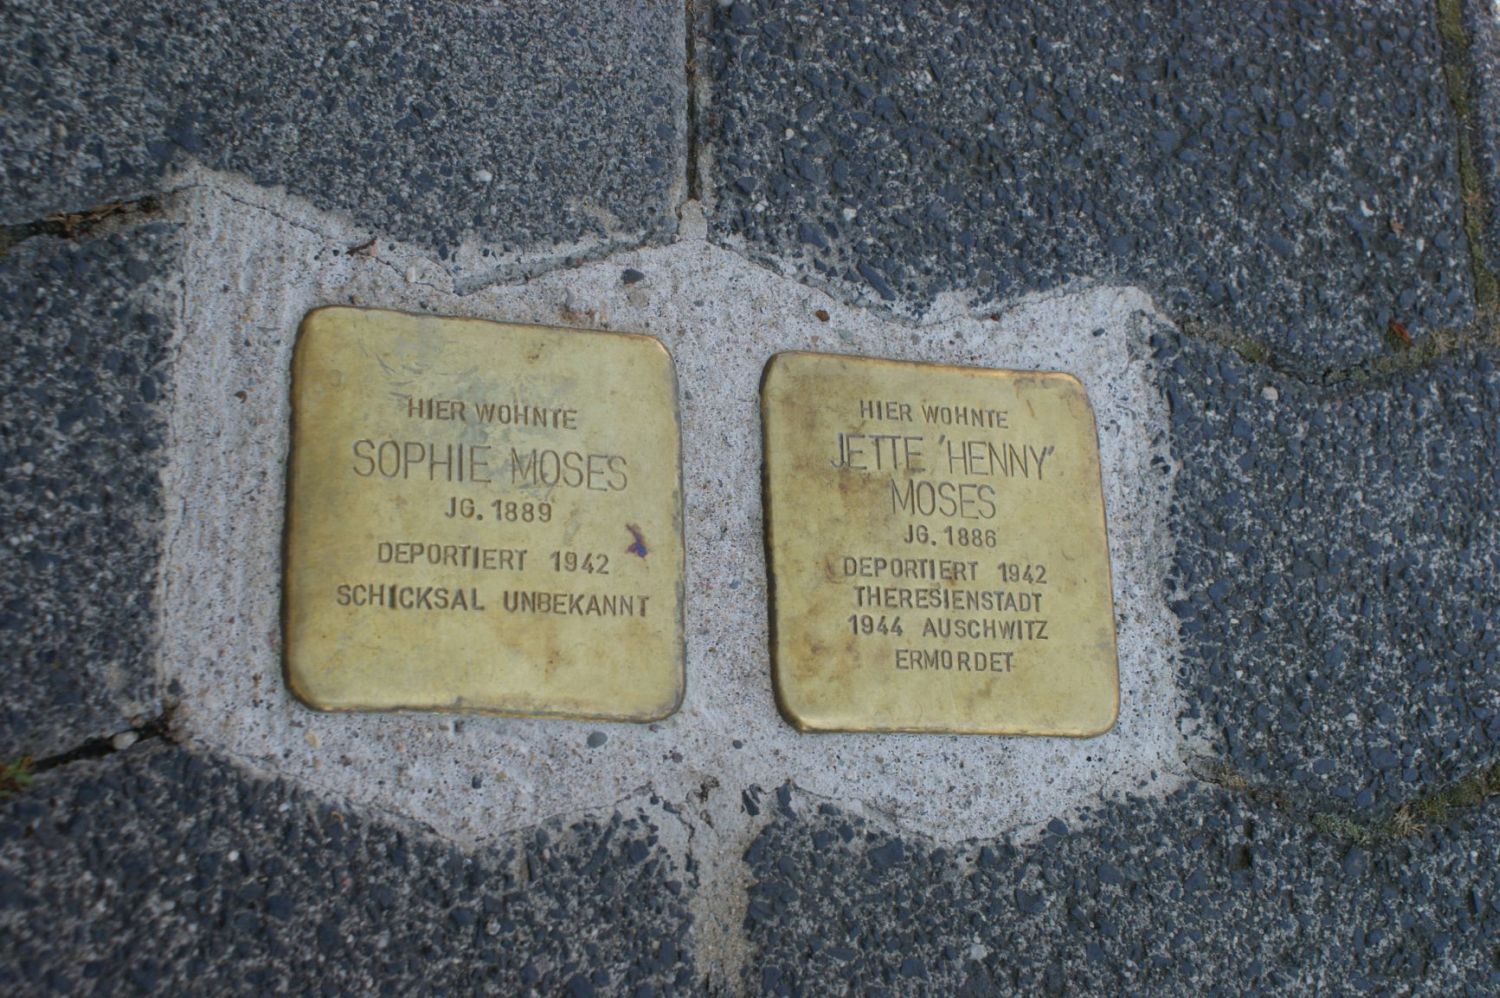 HIER WOHNTE
SOPHIE MOSES
JG. 1889
DEPORTIERT 1942
SCHICKSAL UNBEKANNT
HIER WOHNTE
JETTE 'HENNY'
MOSES
JG. 1886
DEPORTIERT 1942
THERESIENSTADT
1944 AUSCHWITZ
ERMORDET